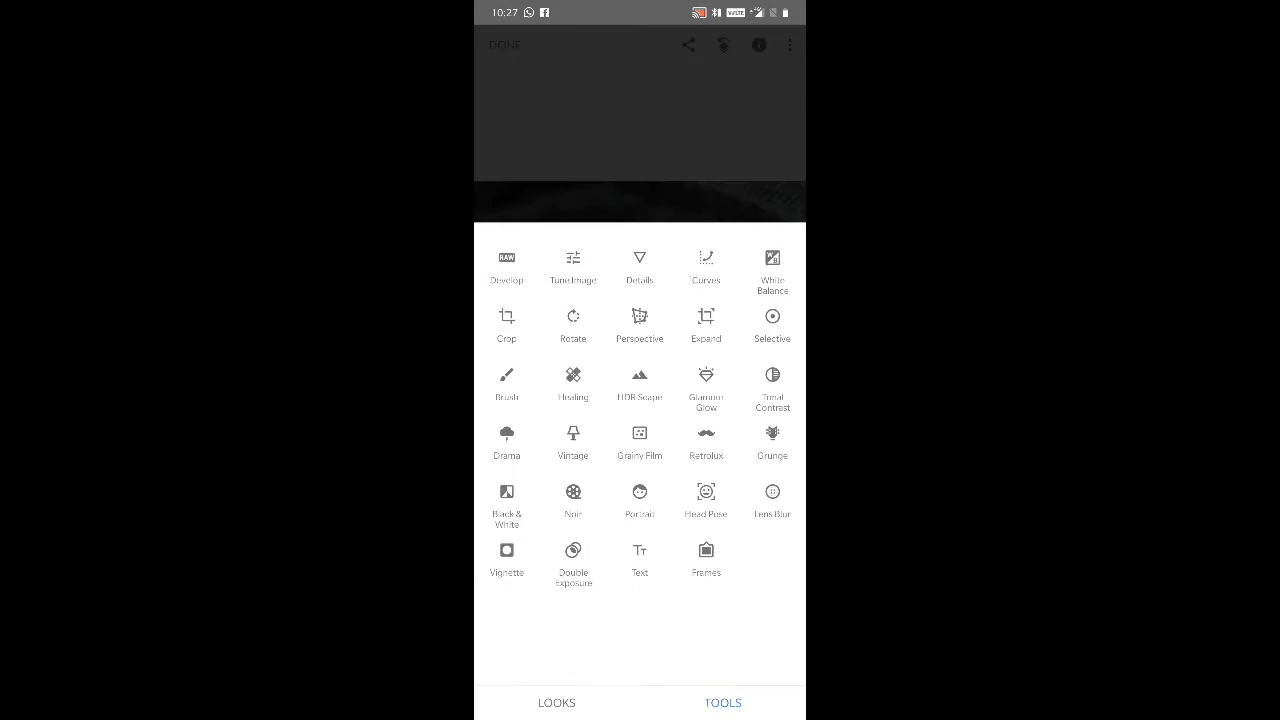 10:27
VoLTE
DONE
RAW
Develop
Tune Image
Details
Curves
White
Balance
Crop
Rotate
Perspective
Expand
Selective
Brush
Healing
HDR Scape
Glamour
Glow
Tonal
Contrast
Drama
Vintage
Grainy Film
Retrolux
Grunge
Black &
White
Noir
Portrait
Head Pose
Lens Blur
Vignette
Double
Exposure
Text
Frames
LOOKS
TOOLS